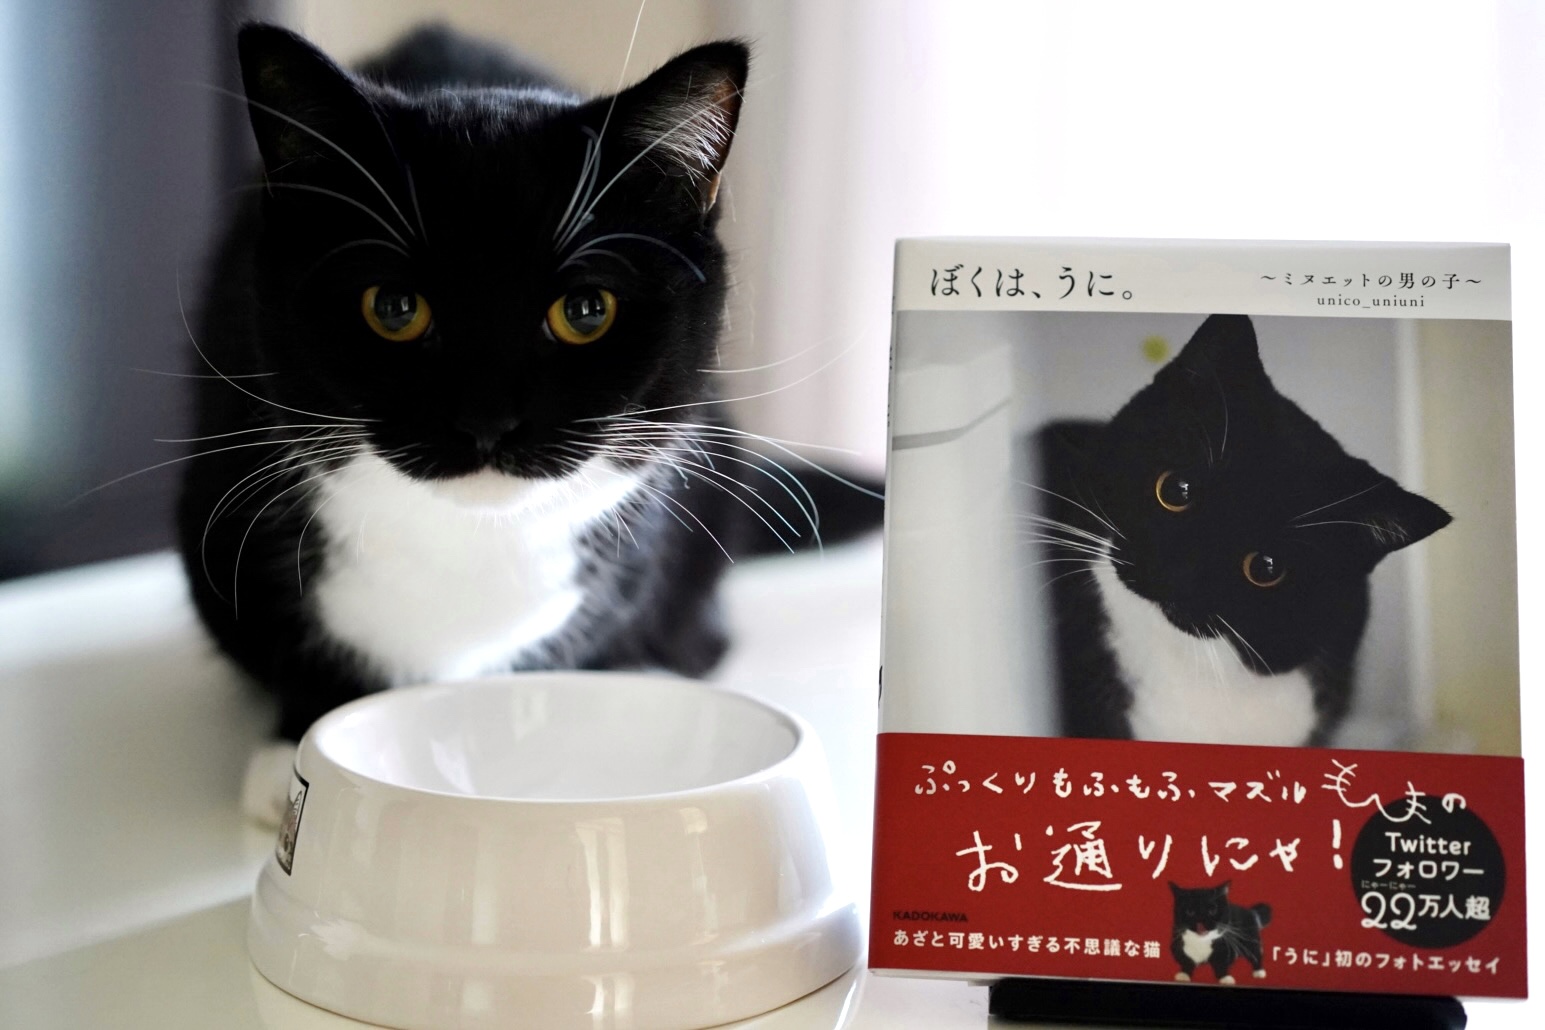 ぼくは、うに。
～ミヌエットの男の子～
unico_uniuni
ぷっくりもふもふマズル
の
お通りにゃ!
Twitter
フォロワー
にゃーにゃー
22万人超
KADOKAWA
あざと可愛いすぎる不思議な猫
「うに」初のフォトエッセイ